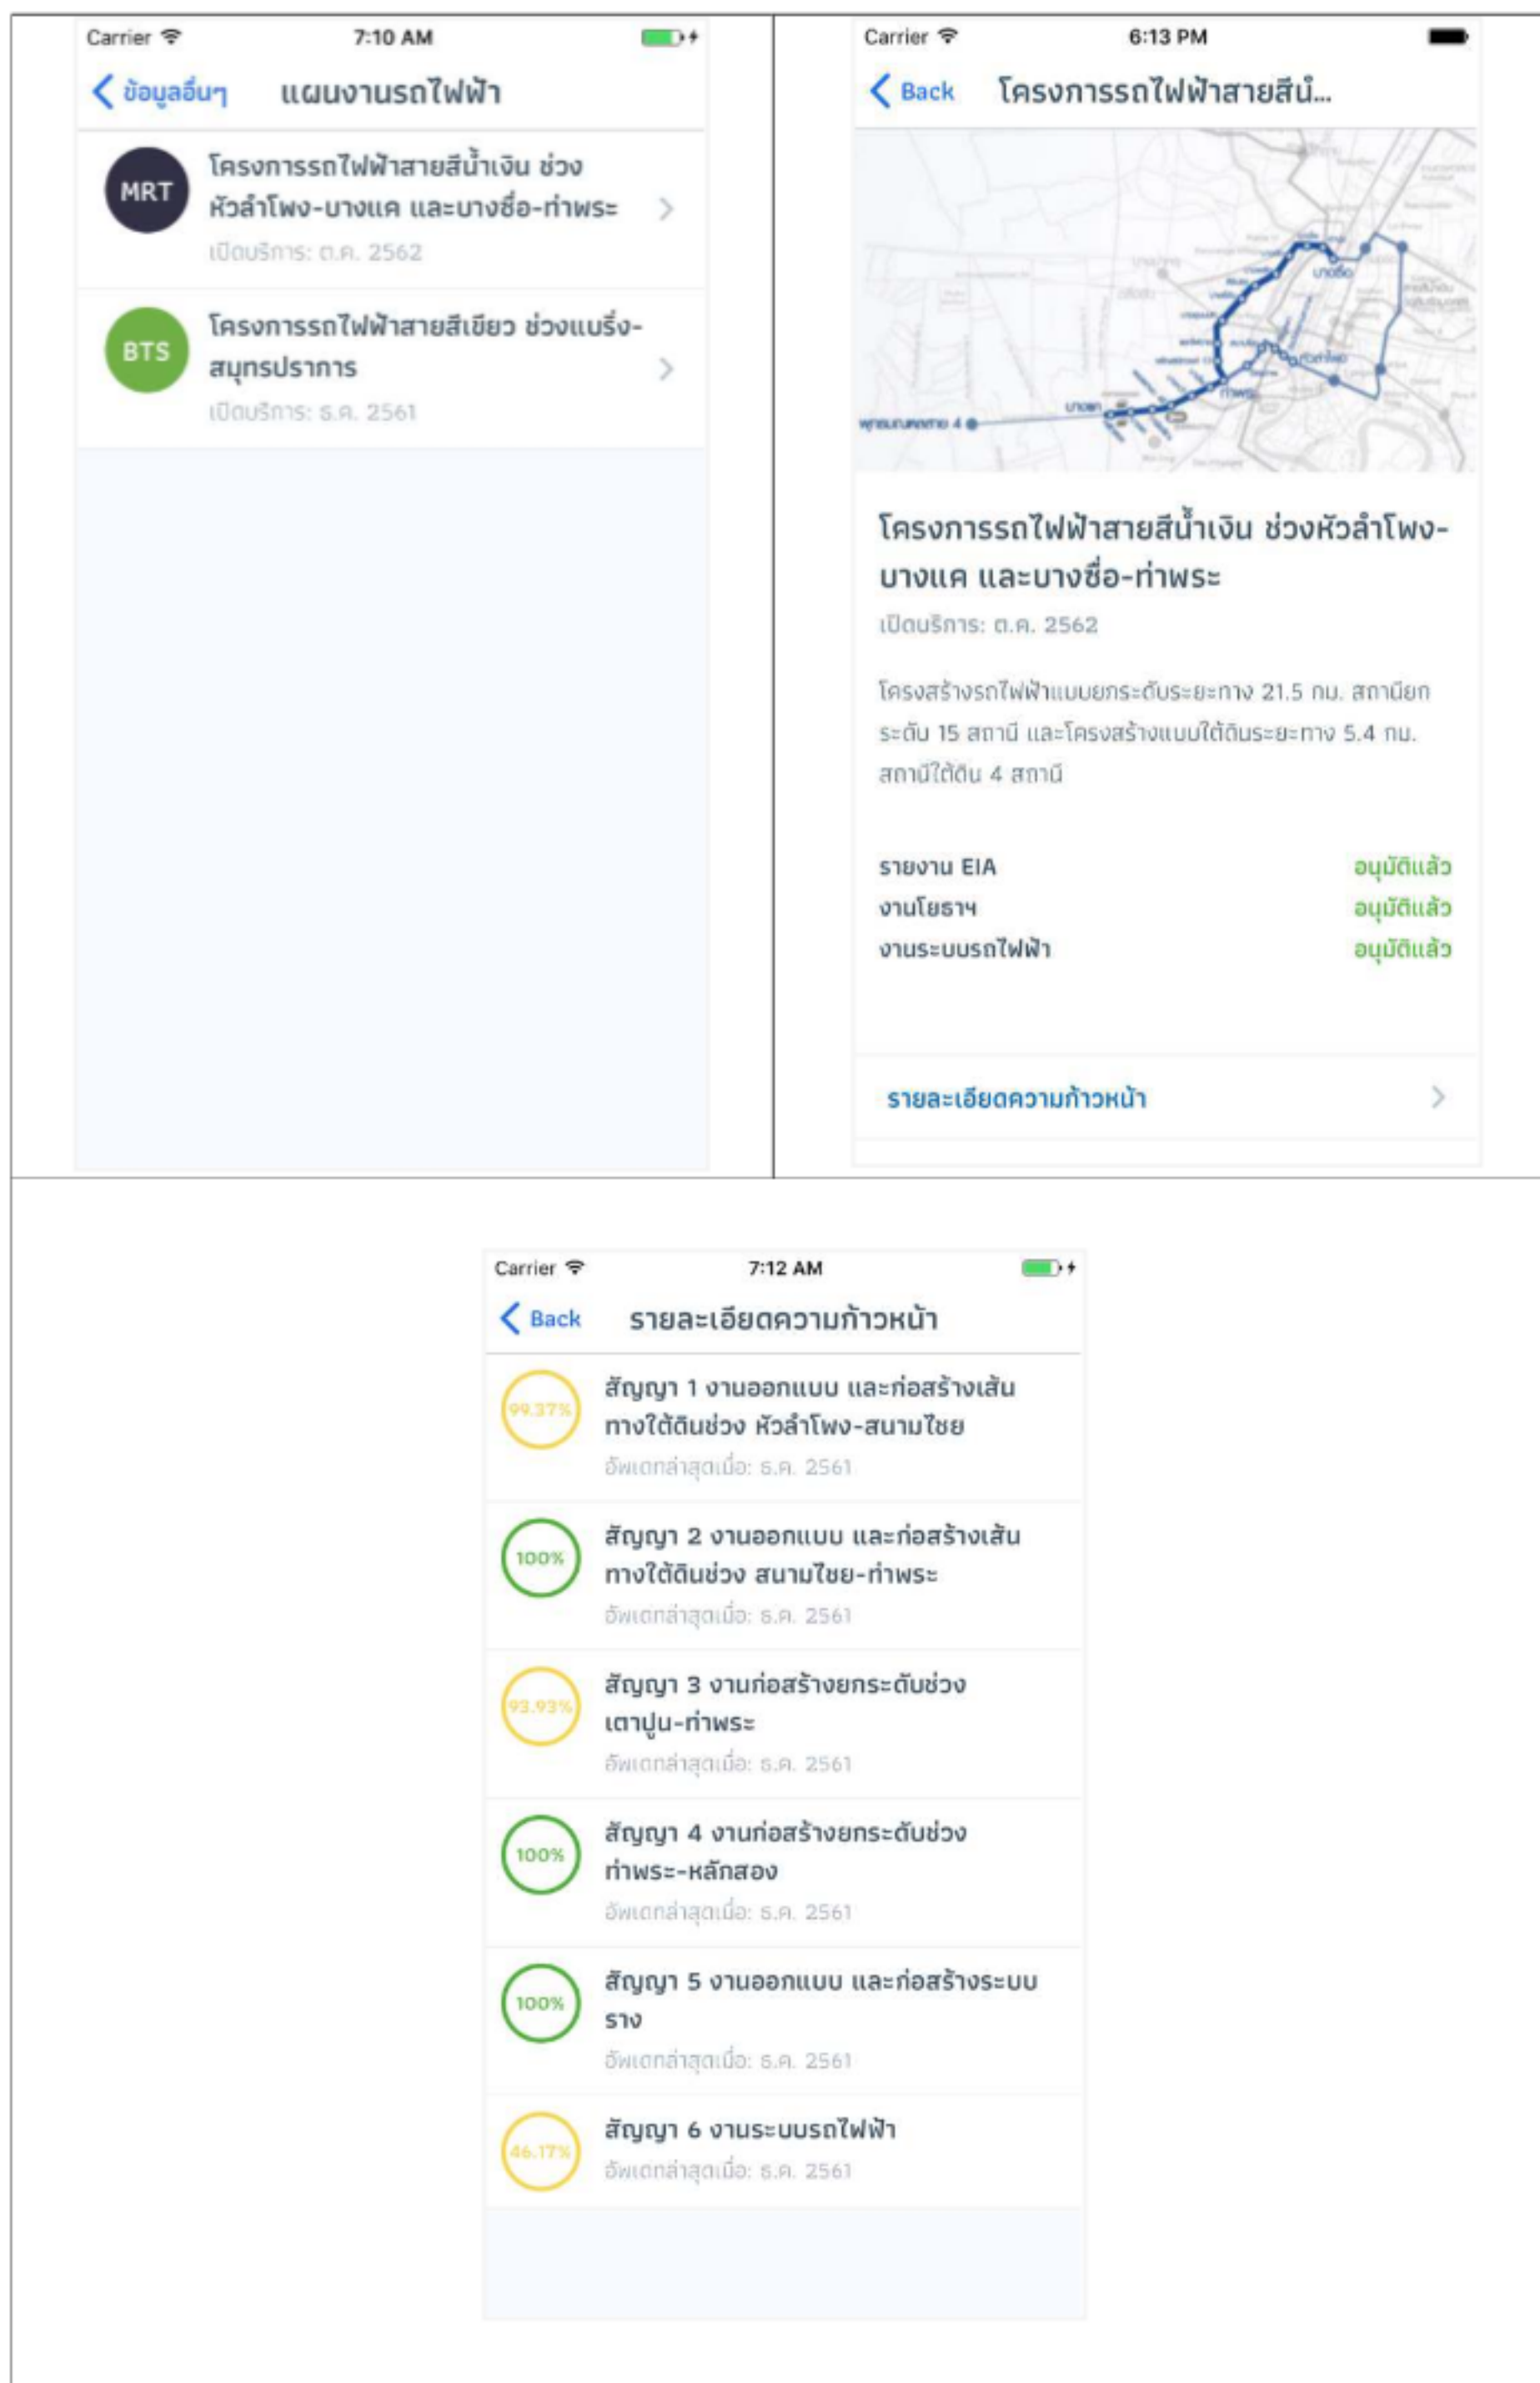 Carrier 7:10 AM
ข้อมูลอื่นๆ แผนงานรถไฟฟ้า
MRT
โครงการรถไฟฟ้าสายสีน้ำเงิน ช่วง
หัวลำโพง-บางแค และบางซื่อ-ท่าพระ
เปิดบริการ: ต.ค. 2562
BTS
โครงการรถไฟฟ้าสายสีเขียว ช่วงแบริ่ง-
สมุทรปราการ
เปิดบริการ: ธ.ค. 2561
Carrier 6:13 PM
Back โครงการรถไฟฟ้าสายสีน้ำ...
บางซื่อ
หัวลำโพง
ท่าพระ
บางแค
พุทธมณฑลสาย 4
โครงการรถไฟฟ้าสายสีน้ำเงิน ช่วงหัวลำโพง-
บางแค และบางซื่อ-ท่าพระ
เปิดบริการ: ต.ค. 2562
โครงสร้างรถไฟฟ้าแบบยกระดับระยะทาง 21.5 กม. สถานียก
ระดับ 15 สถานี และโครงสร้างแบบใต้ดินระยะทาง 5.4 กม.
สถานีใต้ดิน 4 สถานี
รายงาน EIA อนุมัติแล้ว
งานโยธาฯ อนุมัติแล้ว
งานระบบรถไฟฟ้า อนุมัติแล้ว
รายละเอียดความก้าวหน้า
Carrier 7:12 AM
Back รายละเอียดความก้าวหน้า
99.37%
สัญญา 1 งานออกแบบ และก่อสร้างเส้น
ทางใต้ดินช่วง หัวลำโพง-สนามไชย
อัพเดทล่าสุดเมื่อ: ธ.ค. 2561
100%
สัญญา 2 งานออกแบบ และก่อสร้างเส้น
ทางใต้ดินช่วง สนามไชย-ท่าพระ
อัพเดทล่าสุดเมื่อ: ธ.ค. 2561
93.93%
สัญญา 3 งานก่อสร้างยกระดับช่วง
เตาปูน-ท่าพระ
อัพเดทล่าสุดเมื่อ: ธ.ค. 2561
100%
สัญญา 4 งานก่อสร้างยกระดับช่วง
ท่าพระ-หลักสอง
อัพเดทล่าสุดเมื่อ: ธ.ค. 2561
100%
สัญญา 5 งานออกแบบ และก่อสร้างระบบ
ราง
อัพเดทล่าสุดเมื่อ: ธ.ค. 2561
46.17%
สัญญา 6 งานระบบรถไฟฟ้า
อัพเดทล่าสุดเมื่อ: ธ.ค. 2561